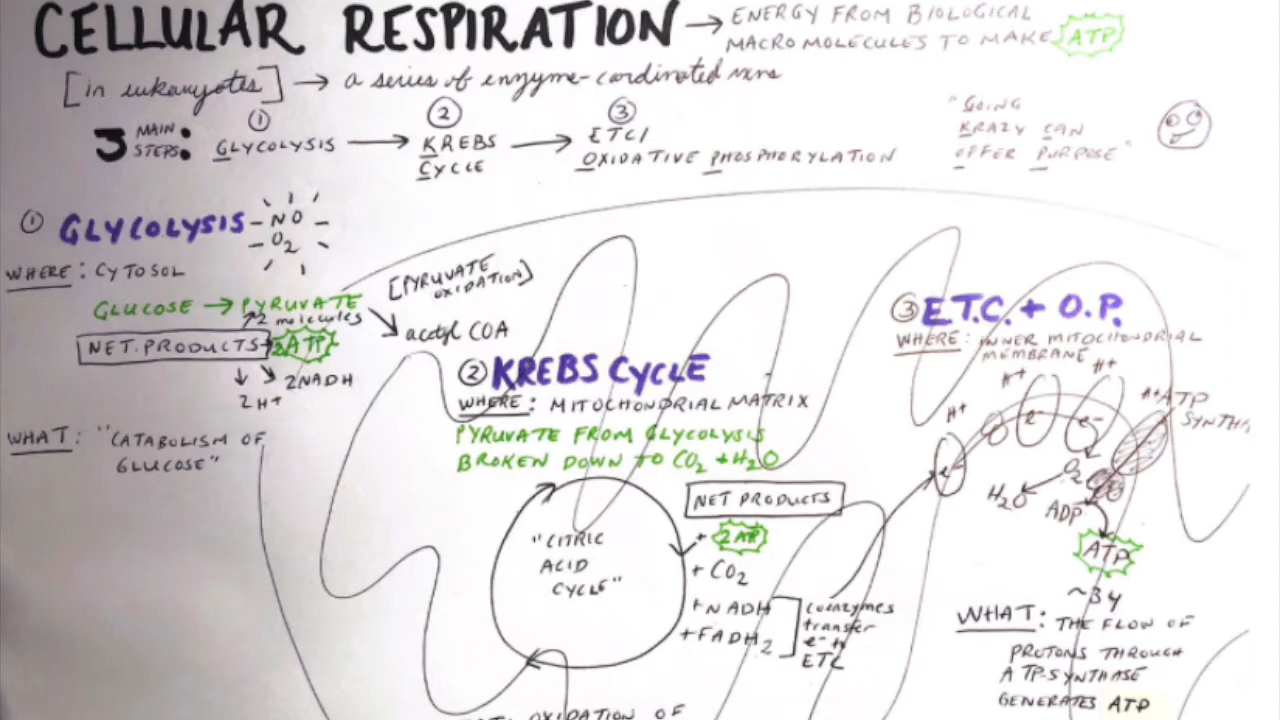 CELLULAR RESPIRATION → ENERGY FROM BIOLOGICAL
MACROMOLECULES TO MAKE ATP
[in eukaryotes] → a series of enzyme-cordinated rxns
3 MAIN STEPS:
① GLYCOLYSIS → ② KREBS CYCLE → ③ ETC/
OXIDATIVE PHOSPHORYLATION
"GOING
KRAZY CAN
OFFER PURPOSE"
① GLYCOLYSIS
NO
O2
WHERE: CYTOSOL
GLUCOSE → PYRUVATE
2 molecules
[PYRUVATE
OXIDATION]
acetyl COA
NET PRODUCTS → 2 ATP
2NADH
2 H+
WHAT: "CATABOLISM OF
GLUCOSE"
② KREBS CYCLE
WHERE: MITOCHONDRIAL MATRIX
PYRUVATE FROM GLYCOLYSIS
BROKEN DOWN TO CO2 + H2O
"CITRIC
ACID
CYCLE"
NET PRODUCTS
+ 2 ATP
+ CO2
+ NADH
+ FADH2
coenzymes
transfer
e- to
ETC
OXIDATION OF
③ E.T.C. + O.P.
WHERE: INNER MITOCHONDRIAL
MEMBRANE
H+
H+
H+
H+
ATP
SYNTH
e-
e-
e-
O2
H2O
ADP
ATP
~34
WHAT: THE FLOW OF
PROTONS THROUGH
ATP-SYNTHASE
GENERATES ATP